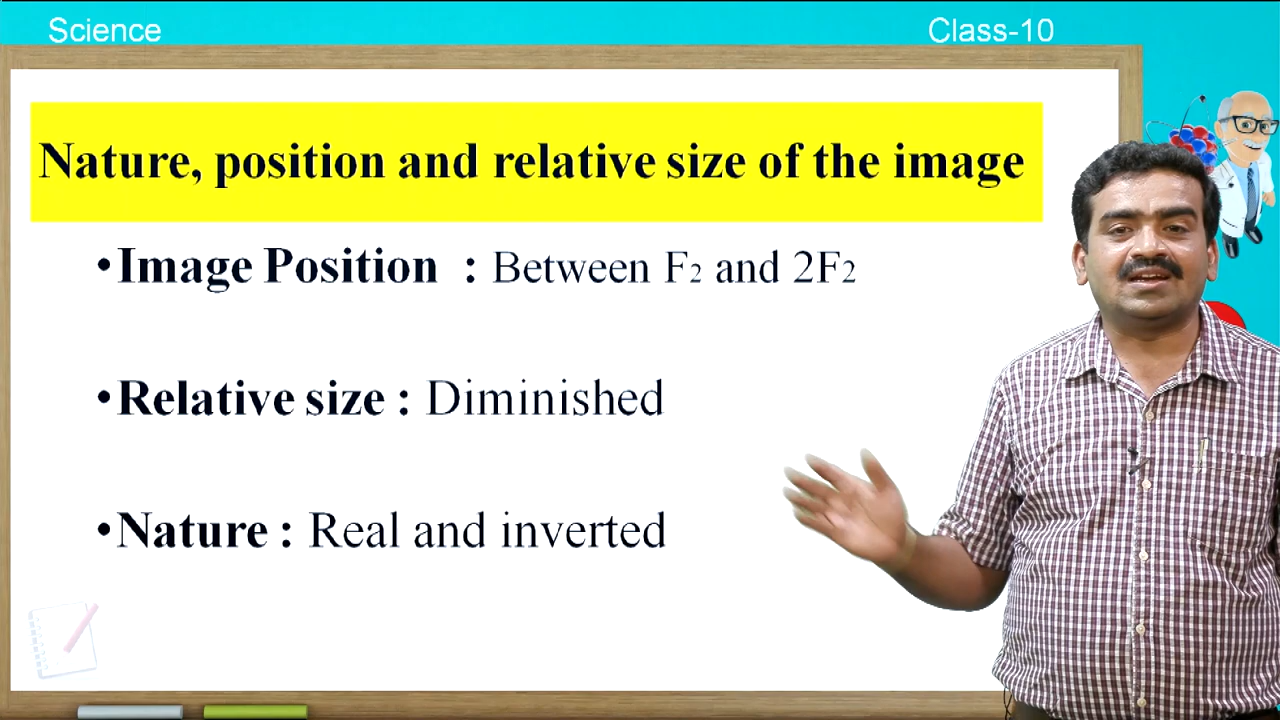 Science
Class-10
Nature, position and relative size of the image
•Image Position : Between F₂ and 2F₂
•Relative size : Diminished
•Nature : Real and inverted